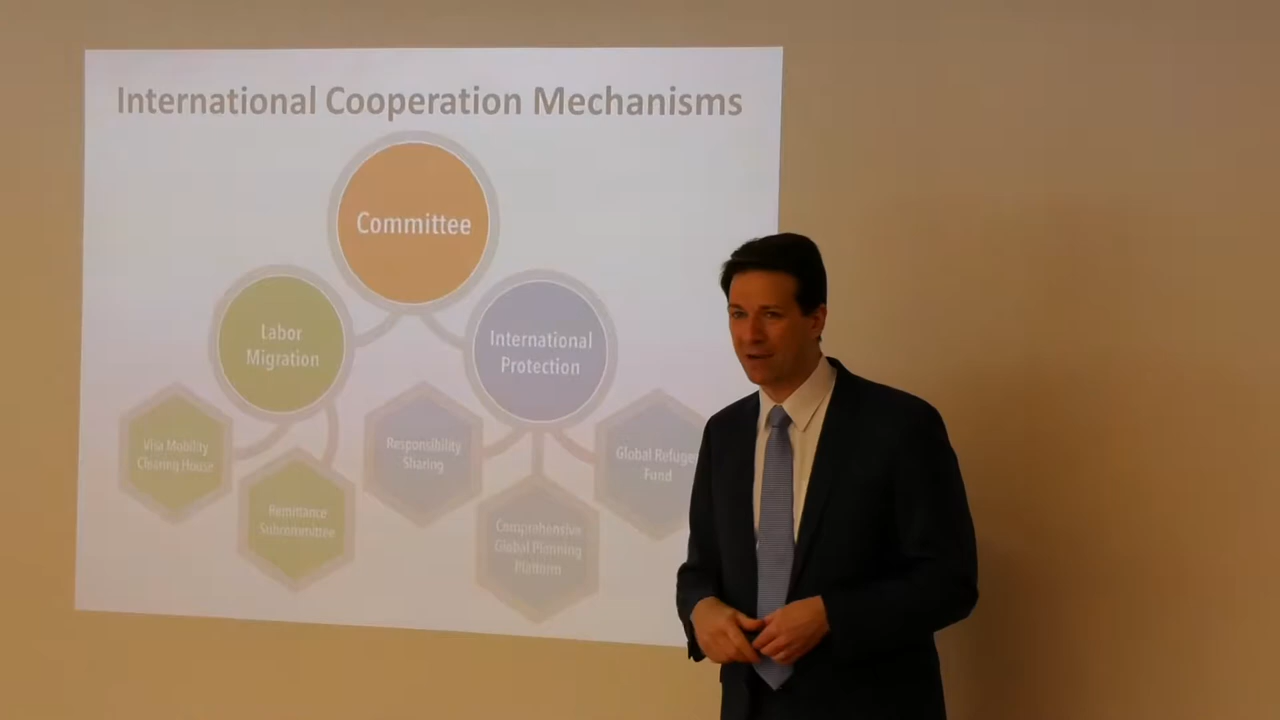 International Cooperation Mechanisms
Committee
Labor
Migration
International
Protection
Visa Mobility
Clearing House
Remittance
Subcommittee
Responsibility
Sharing
Comprehensive
Global Planning
Platform
Global Refugee
Fund